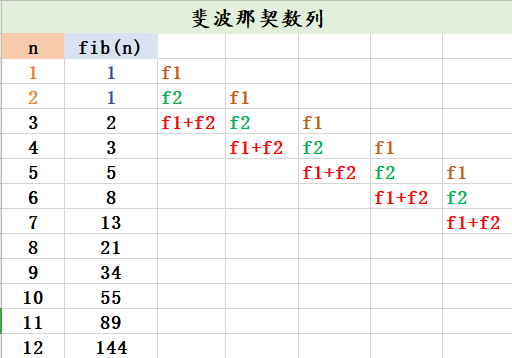 斐波那契数列
n fib(n)
1 1 f1
2 1 f2 f1
3 2 f1+f2 f2 f1
4 3 f1+f2 f2 f1
5 5 f1+f2 f2 f1
6 8 f1+f2 f2
7 13 f1+f2
8 21
9 34
10 55
11 89
12 144